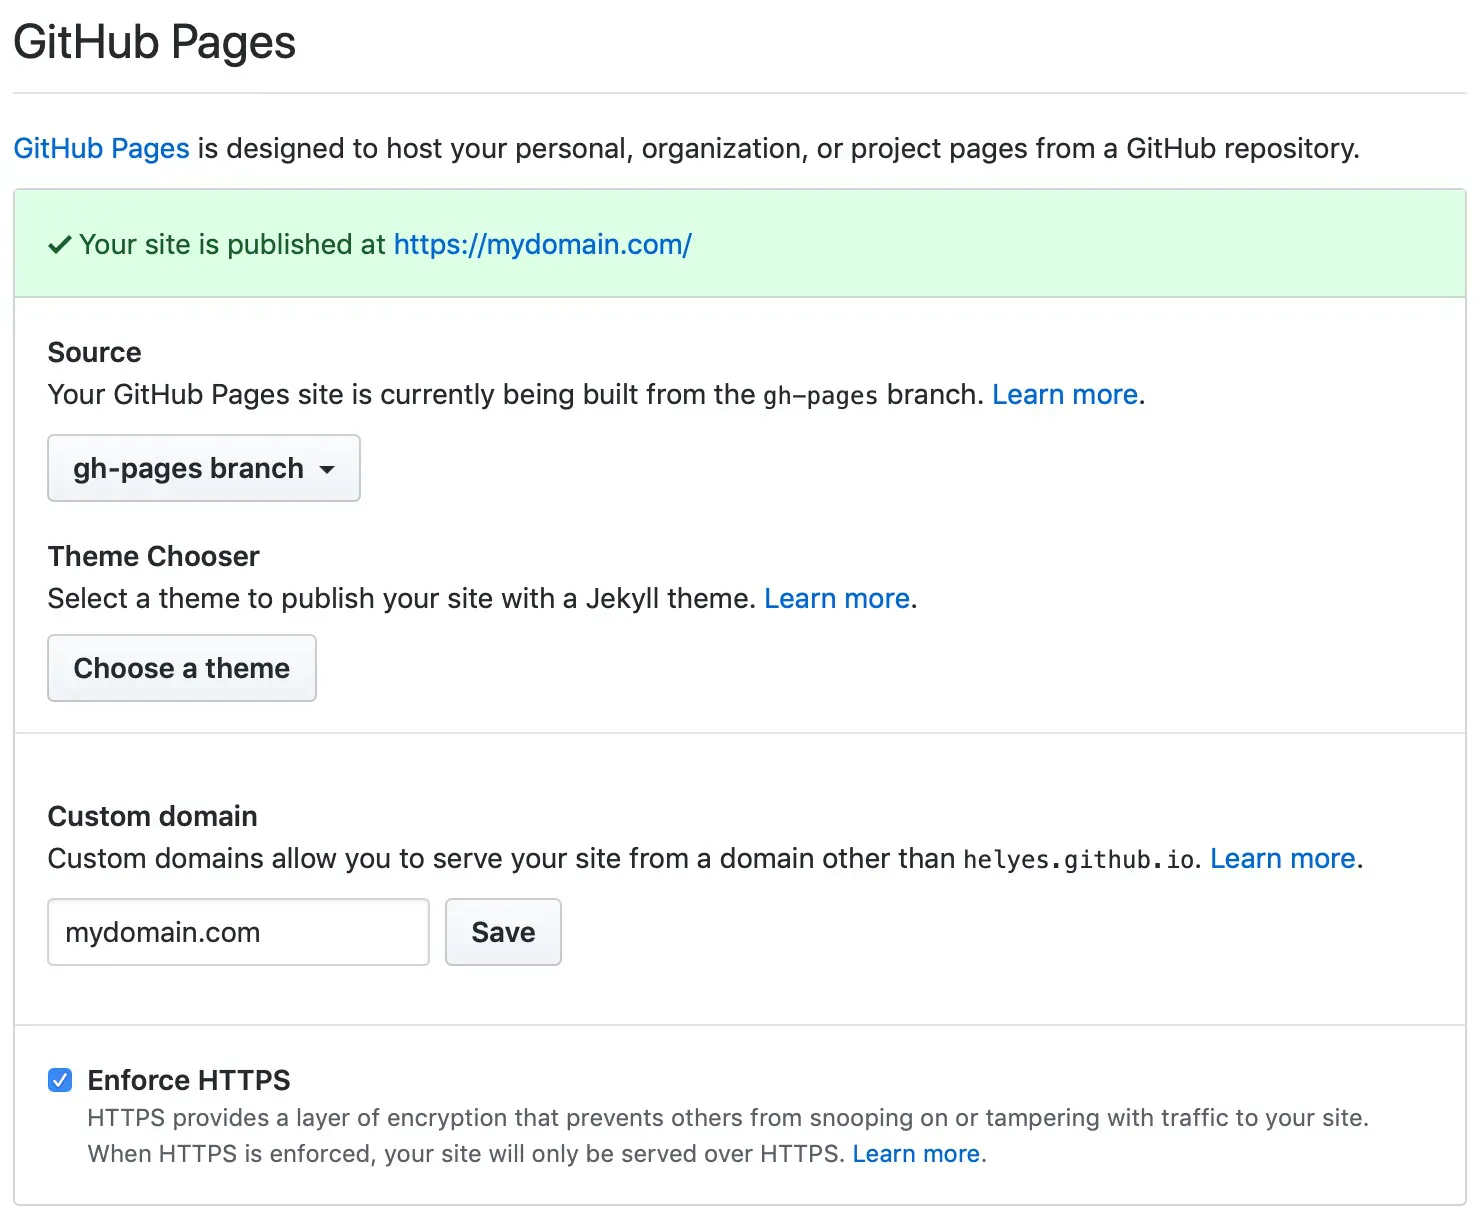 GitHub Pages
GitHub Pages is designed to host your personal, organization, or project pages from a GitHub repository.
Your site is published at https://mydomain.com/
Source
Your GitHub Pages site is currently being built from the gh-pages branch. Learn more.
gh-pages branch
Theme Chooser
Select a theme to publish your site with a Jekyll theme. Learn more.
Choose a theme
Custom domain
Custom domains allow you to serve your site from a domain other than helyes.github.io. Learn more.
mydomain.com Save
Enforce HTTPS
HTTPS provides a layer of encryption that prevents others from snooping on or tampering with traffic to your site.
When HTTPS is enforced, your site will only be served over HTTPS. Learn more.